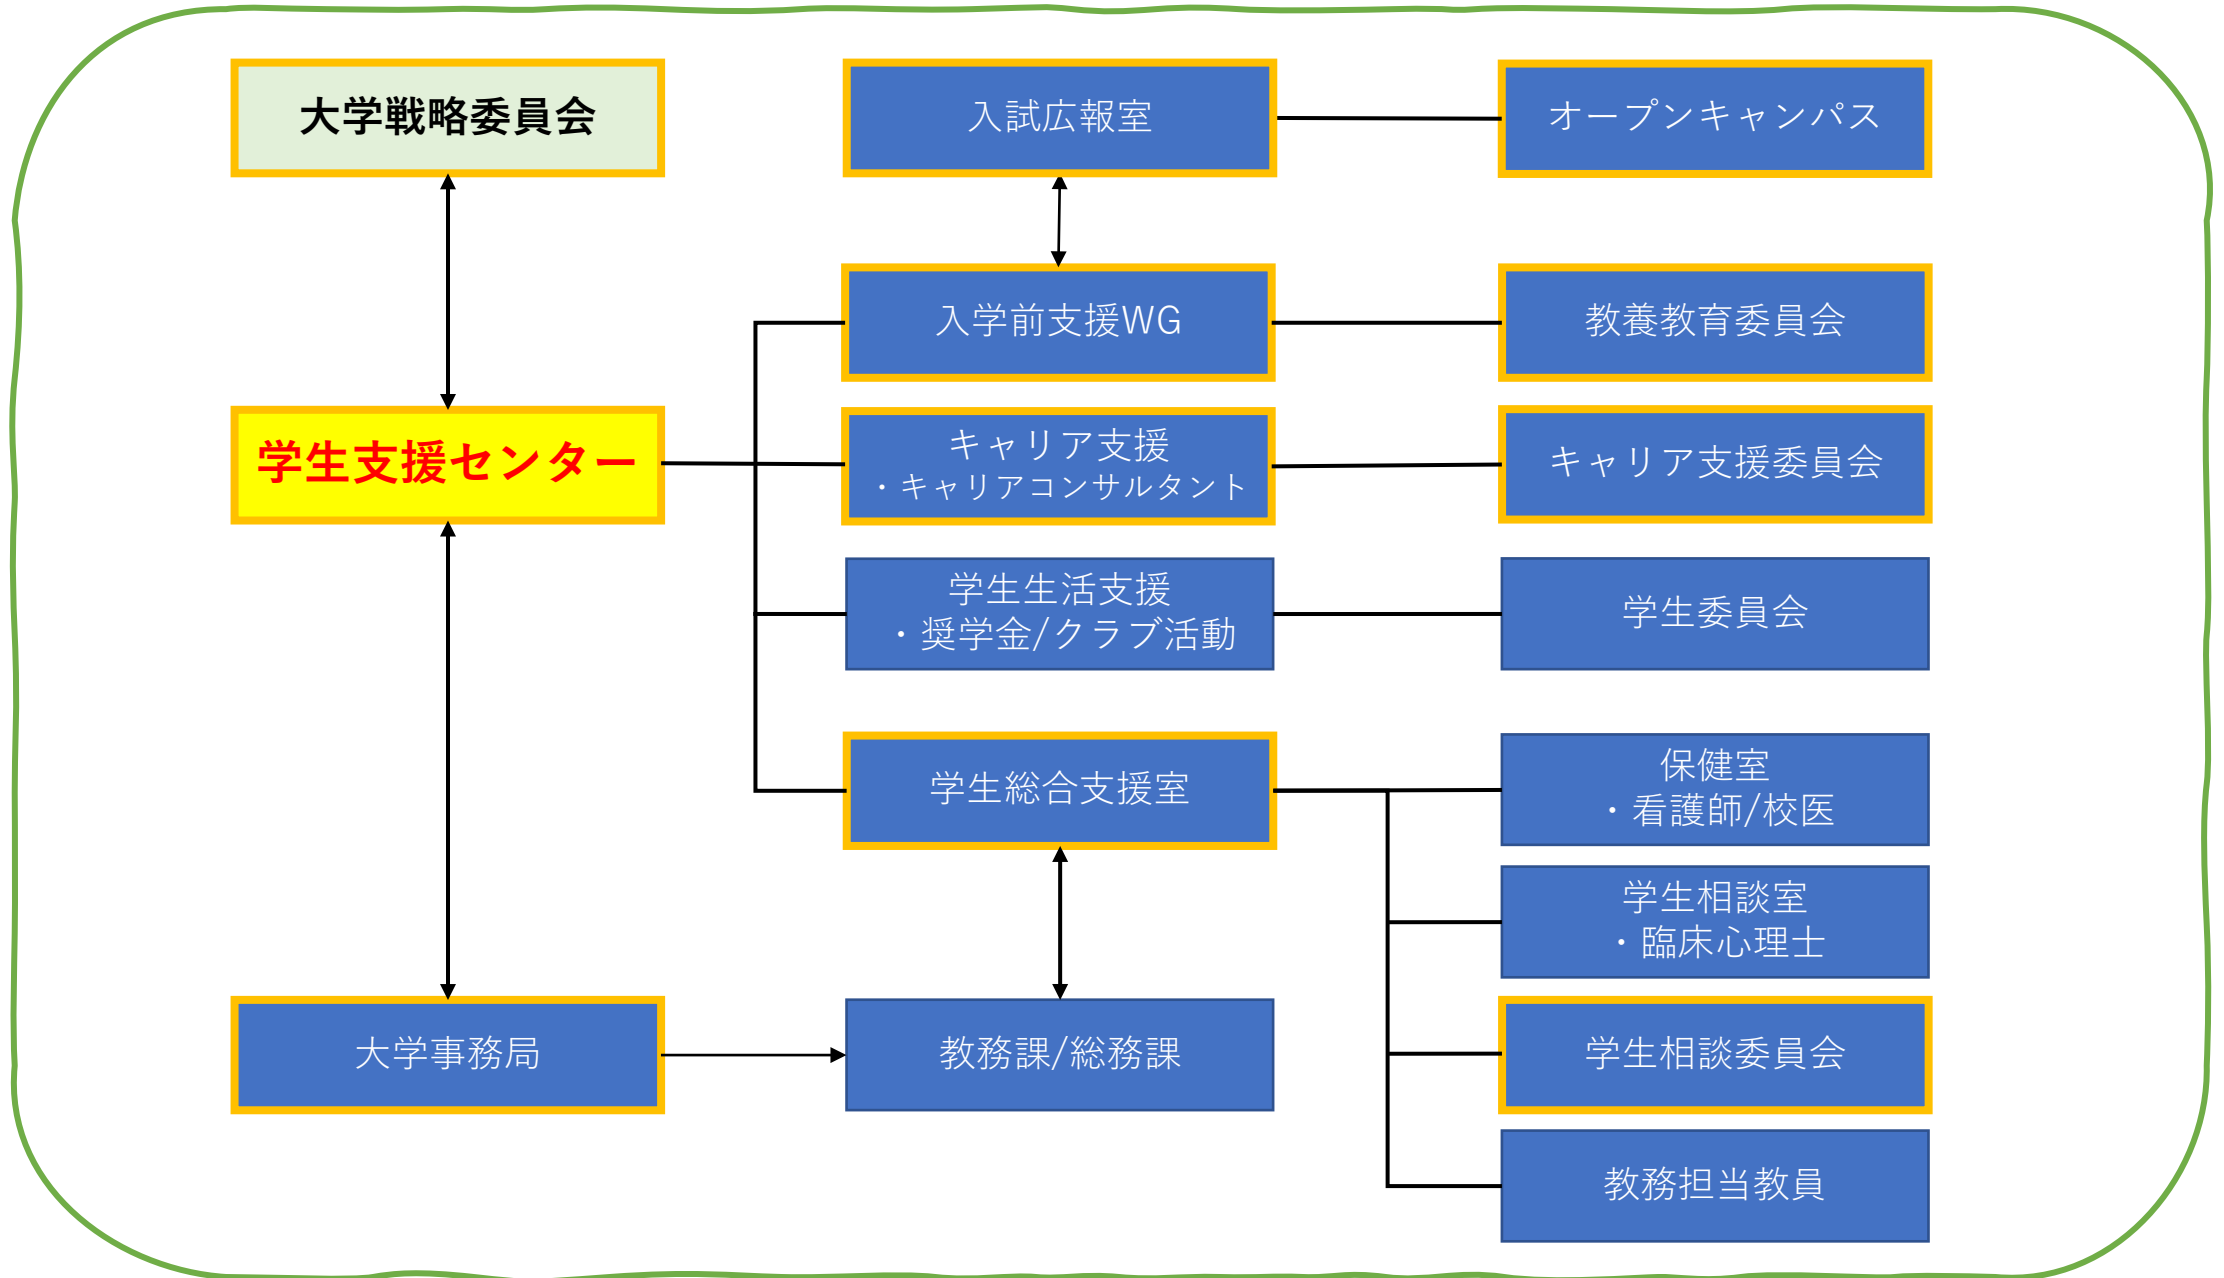 大学戦略委員会
入試広報室
オープンキャンパス
入学前支援WG
教養教育委員会
学生支援センター
キャリア支援
・キャリアコンサルタント
キャリア支援委員会
学生生活支援
・奨学金/クラブ活動
学生委員会
学生総合支援室
保健室
・看護師/校医
学生相談室
・臨床心理士
大学事務局
教務課/総務課
学生相談委員会
教務担当教員